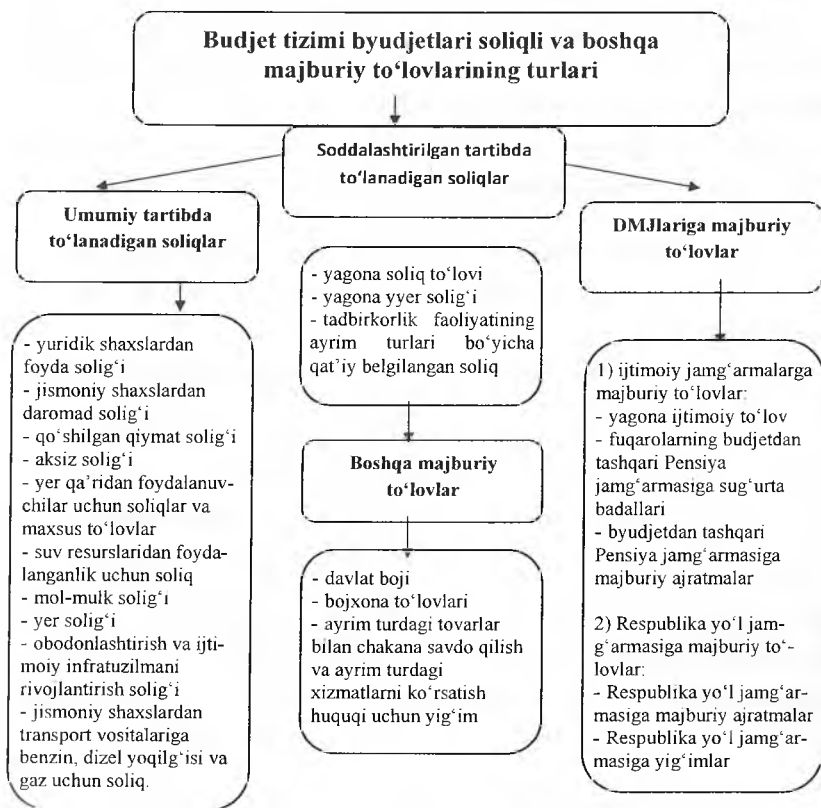 Budjet tizimi byudjetlari soliqli va boshqa
majburiy to‘lovlarining turlari
Soddalashtirilgan tartibda
to‘lanadigan soliqlar
Umumiy tartibda
to‘lanadigan soliqlar
- yuridik shaxslardan
foyda solig‘i
- jismoniy shaxslardan
daromad solig‘i
- qo‘shilgan qiymat solig‘i
- aksiz solig‘i
- yer qa’ridan foydalanuv-
chilar uchun soliqlar va
maxsus to‘lovlar
- suv resurslaridan foyda-
langanlik uchun soliq
- mol-mulk solig‘i
- yer solig‘i
- obodonlashtirish va ijti-
moiy infratuzilmani
rivojlantirish solig‘i
- jismoniy shaxslardan
transport vositalariga
benzin, dizel yoqilg‘isi va
gaz uchun soliq.
- yagona soliq to‘lovi
- yagona yyer solig‘i
- tadbirkorlik faoliyatining
ayrim turlari bo‘yicha
qat’iy belgilangan soliq
Boshqa majburiy
to‘lovlar
- davlat boji
- bojxona to‘lovlari
- ayrim turdagi tovarlar
bilan chakana savdo qilish
va ayrim turdagi
xizmatlarni ko‘rsatish
huquqi uchun yig‘im
DMJlariga majburiy
to‘lovlar
1) ijtimoiy jamg‘armalarga
majburiy to‘lovlar:
- yagona ijtimoiy to‘lov
- fuqarolarning budjetdan
tashqari Pensiya
jamg‘armasiga sug‘urta
badallari
- byudjetdan tashqari
Pensiya jamg‘armasiga
majburiy ajratmalar
2) Respublika yo‘l jam-
g‘armasiga majburiy to‘-
lovlar:
- Respublika yo‘l jamg‘ar-
masiga majburiy ajratmalar
- Respublika yo‘l jamg‘ar-
masiga yig‘imlar